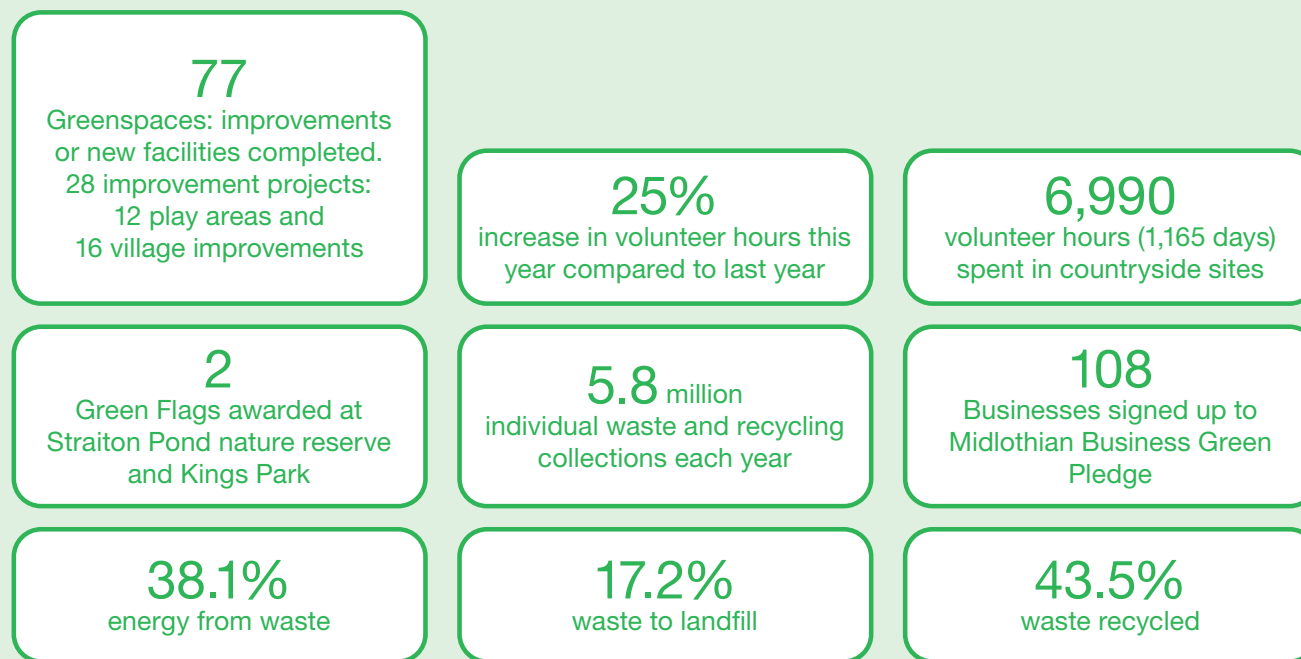 77
Greenspaces: improvements
or new facilities completed.
28 improvement projects:
12 play areas and
16 village improvements
25%
increase in volunteer hours this
year compared to last year
6,990
volunteer hours (1,165 days)
spent in countryside sites
2
Green Flags awarded at
Straiton Pond nature reserve
and Kings Park
5.8 million
individual waste and recycling
collections each year
108
Businesses signed up to
Midlothian Business Green
Pledge
38.1%
energy from waste
17.2%
waste to landfill
43.5%
waste recycled